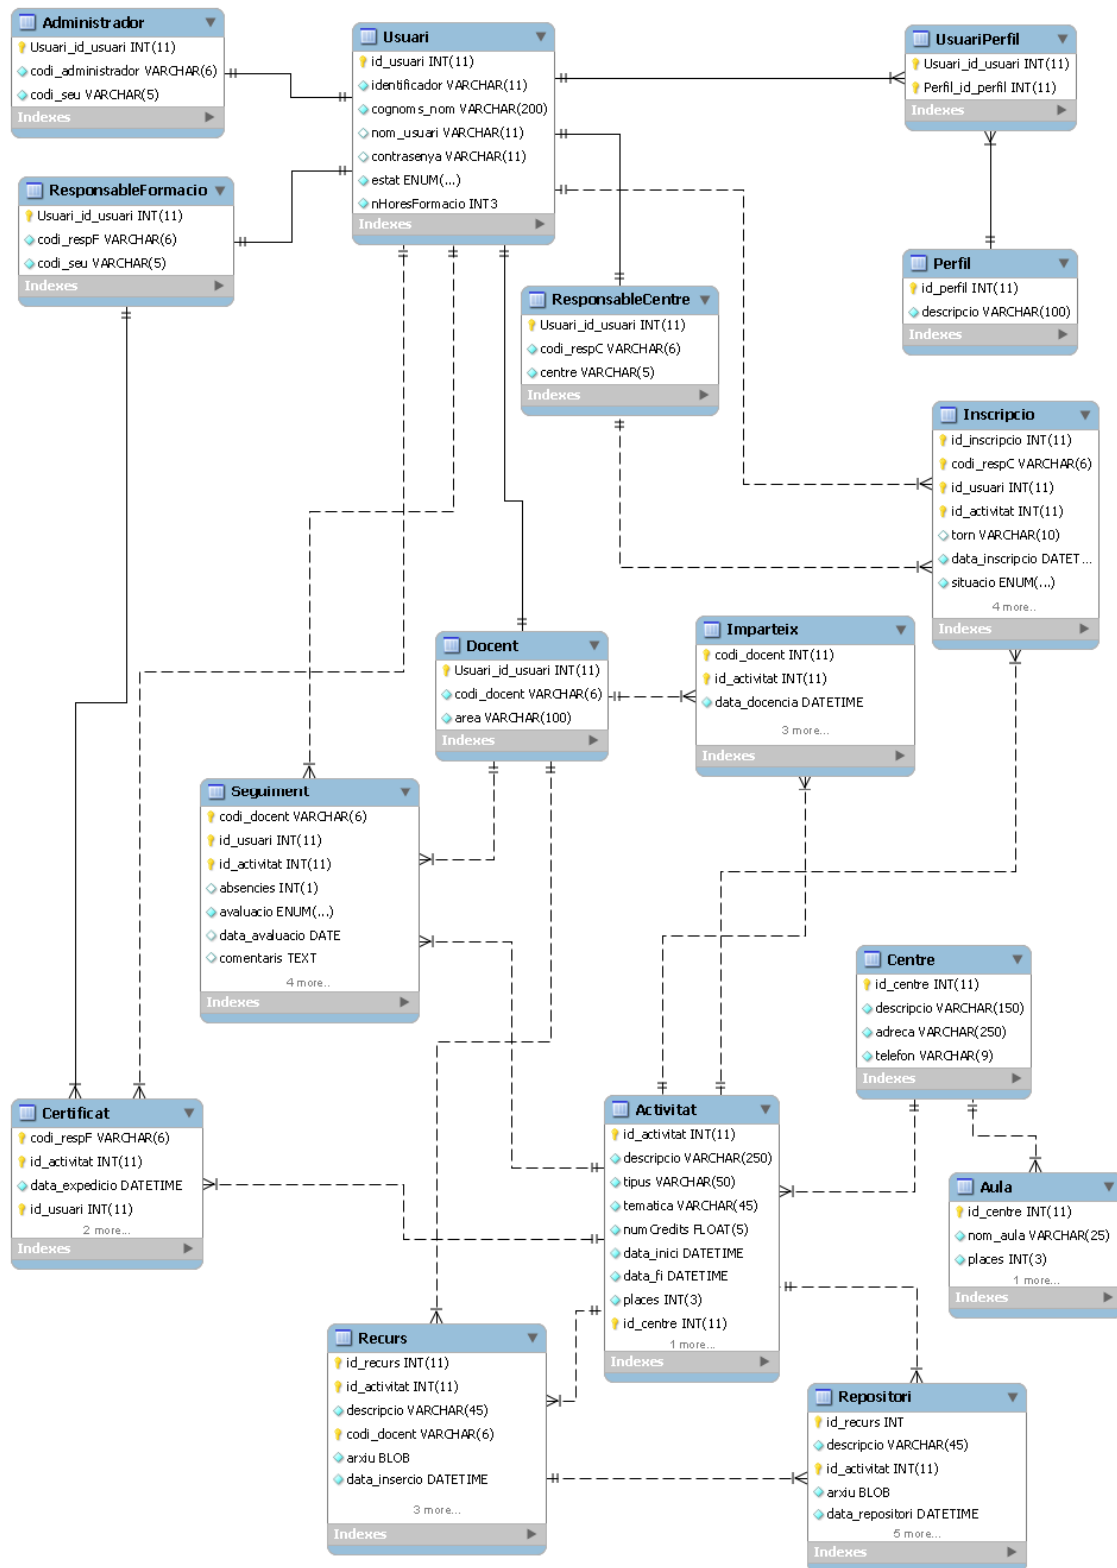 Administrador
Usuari_id_usuari INT(11)
codi_administrador VARCHAR(6)
codi_seu VARCHAR(5)
Indexes
Usuari
id_usuari INT(11)
identificador VARCHAR(11)
cognoms_nom VARCHAR(200)
nom_usuari VARCHAR(11)
contrasenya VARCHAR(11)
estat ENUM(...)
nHoresFormacio INT3
Indexes
UsuariPerfil
Usuari_id_usuari INT(11)
Perfil_id_perfil INT(11)
Indexes
ResponsableFormacio
Usuari_id_usuari INT(11)
codi_respF VARCHAR(6)
codi_seu VARCHAR(5)
Indexes
Perfil
id_perfil INT(11)
descripcio VARCHAR(100)
Indexes
ResponsableCentre
Usuari_id_usuari INT(11)
codi_respC VARCHAR(6)
centre VARCHAR(5)
Indexes
Inscripcio
id_inscripcio INT(11)
codi_respC VARCHAR(6)
id_usuari INT(11)
id_activitat INT(11)
torn VARCHAR(10)
data_inscripcio DATET...
situacio ENUM(...)
4 more..
Indexes
Docent
Usuari_id_usuari INT(11)
codi_docent VARCHAR(6)
area VARCHAR(100)
Indexes
Imparteix
codi_docent INT(11)
id_activitat INT(11)
data_docencia DATETIME
3 more...
Indexes
Seguiment
codi_docent VARCHAR(6)
id_usuari INT(11)
id_activitat INT(11)
absencies INT(1)
avaluacio ENUM(...)
data_avaluacio DATE
comentaris TEXT
4 more..
Indexes
Centre
id_centre INT(11)
descripcio VARCHAR(150)
adreca VARCHAR(250)
telefon VARCHAR(9)
Indexes
Certificat
codi_respF VARCHAR(6)
id_activitat INT(11)
data_expedicio DATETIME
id_usuari INT(11)
2 more...
Indexes
Activitat
id_activitat INT(11)
descripcio VARCHAR(250)
tipus VARCHAR(50)
tematica VARCHAR(45)
numCredits FLOAT(5)
data_inici DATETIME
data_fi DATETIME
places INT(3)
id_centre INT(11)
1 more...
Indexes
Aula
id_centre INT(11)
nom_aula VARCHAR(25)
places INT(3)
1 more...
Indexes
Recurs
id_recurs INT(11)
id_activitat INT(11)
descripcio VARCHAR(45)
codi_docent VARCHAR(6)
arxiu BLOB
data_insercio DATETIME
3 more...
Indexes
Repositori
id_recurs INT
descripcio VARCHAR(45)
id_activitat INT(11)
arxiu BLOB
data_repositori DATETIME
5 more...
Indexes